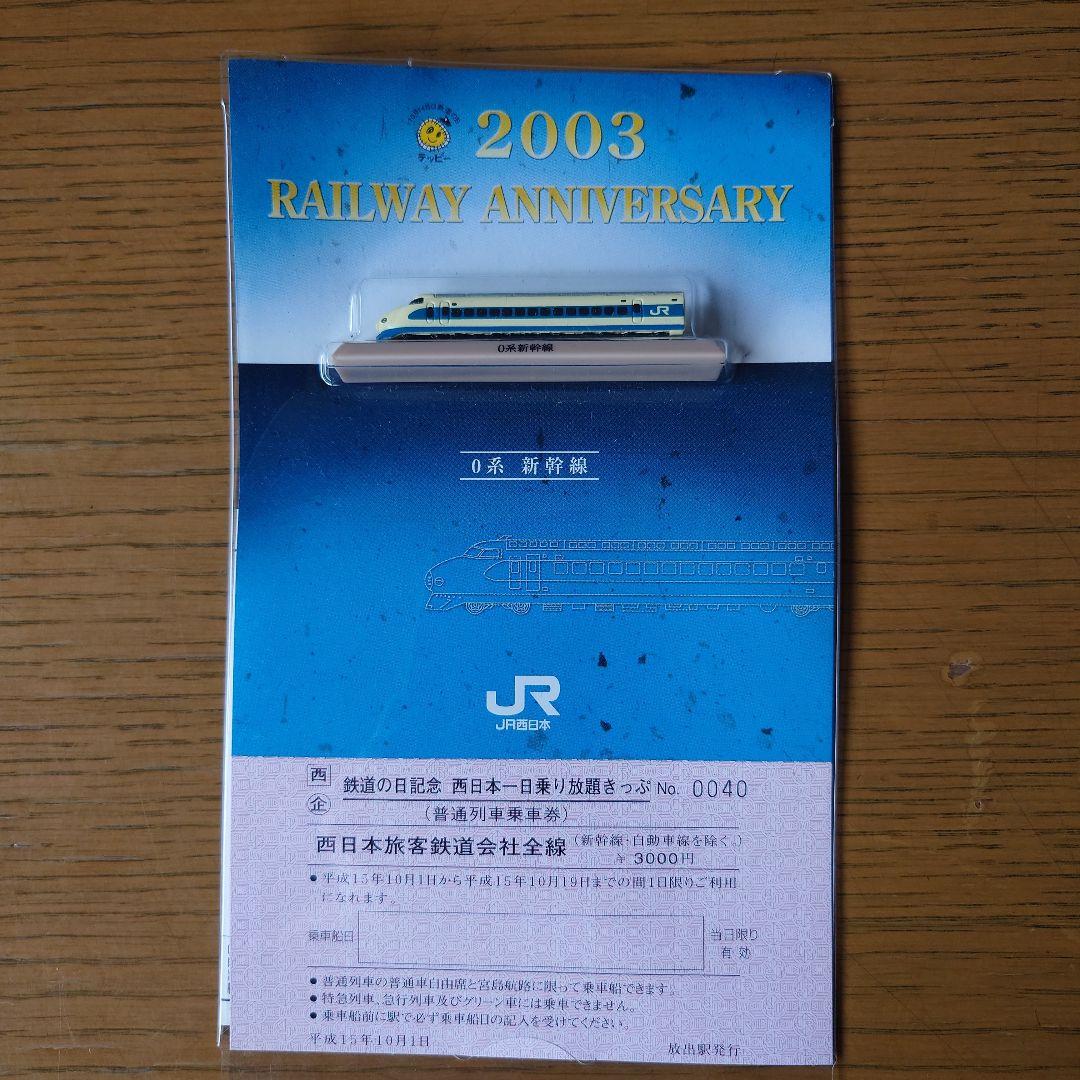 2003
テッピー
RAILWAY ANNIVERSARY
JR
0系新幹線
0系 新幹線
JR
JR西日本
西企 鉄道の日記念 西日本一日乗り放題きっぷ No. 0040
(普通列車乗車券)
西日本旅客鉄道会社全線 (新幹線・自動車線を除く。)
¥ 3000円
● 平成15年10月1日から平成15年10月19日までの間1日限りご利用
になれます。
乗車船日
当日限り
有効
● 普通列車の普通車自由席と宮島航路に限って乗車船できます。
● 特急列車、急行列車及びグリーン車には乗車できません。
● 乗車船前に駅で必ず乗車船日の記入を受けてください。
平成15年10月1日 放出駅発行